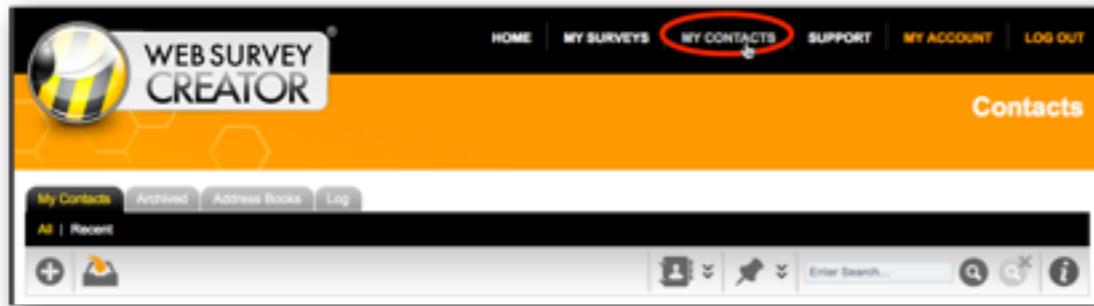 HOME MY SURVEYS MY CONTACTS SUPPORT MY ACCOUNT LOG OUT
WEB SURVEY
CREATOR
®
Contacts
My Contacts Archived Address Books Log
All | Recent
Enter Search...